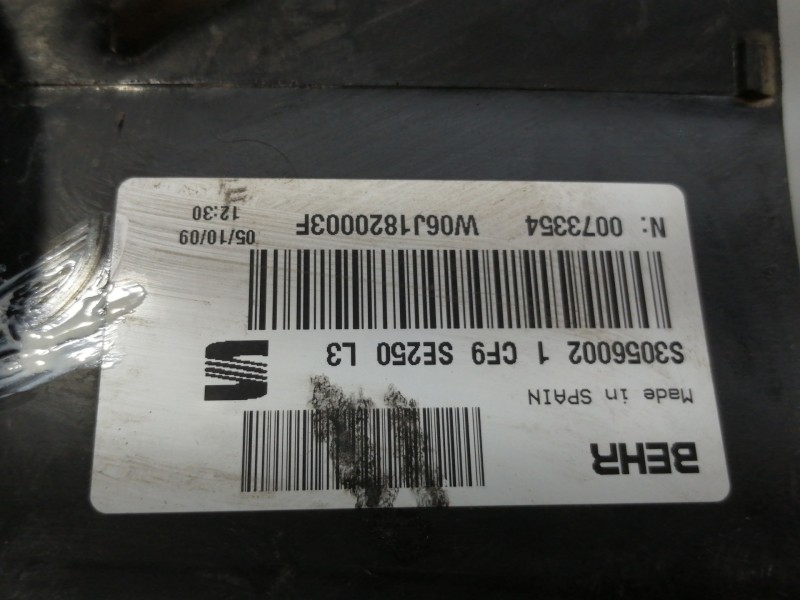 BEHR
Made in SPAIN
S3056002 1 CF9 SE250 L3
N: 0073354 W06J1820003F
05/10/09
12:30